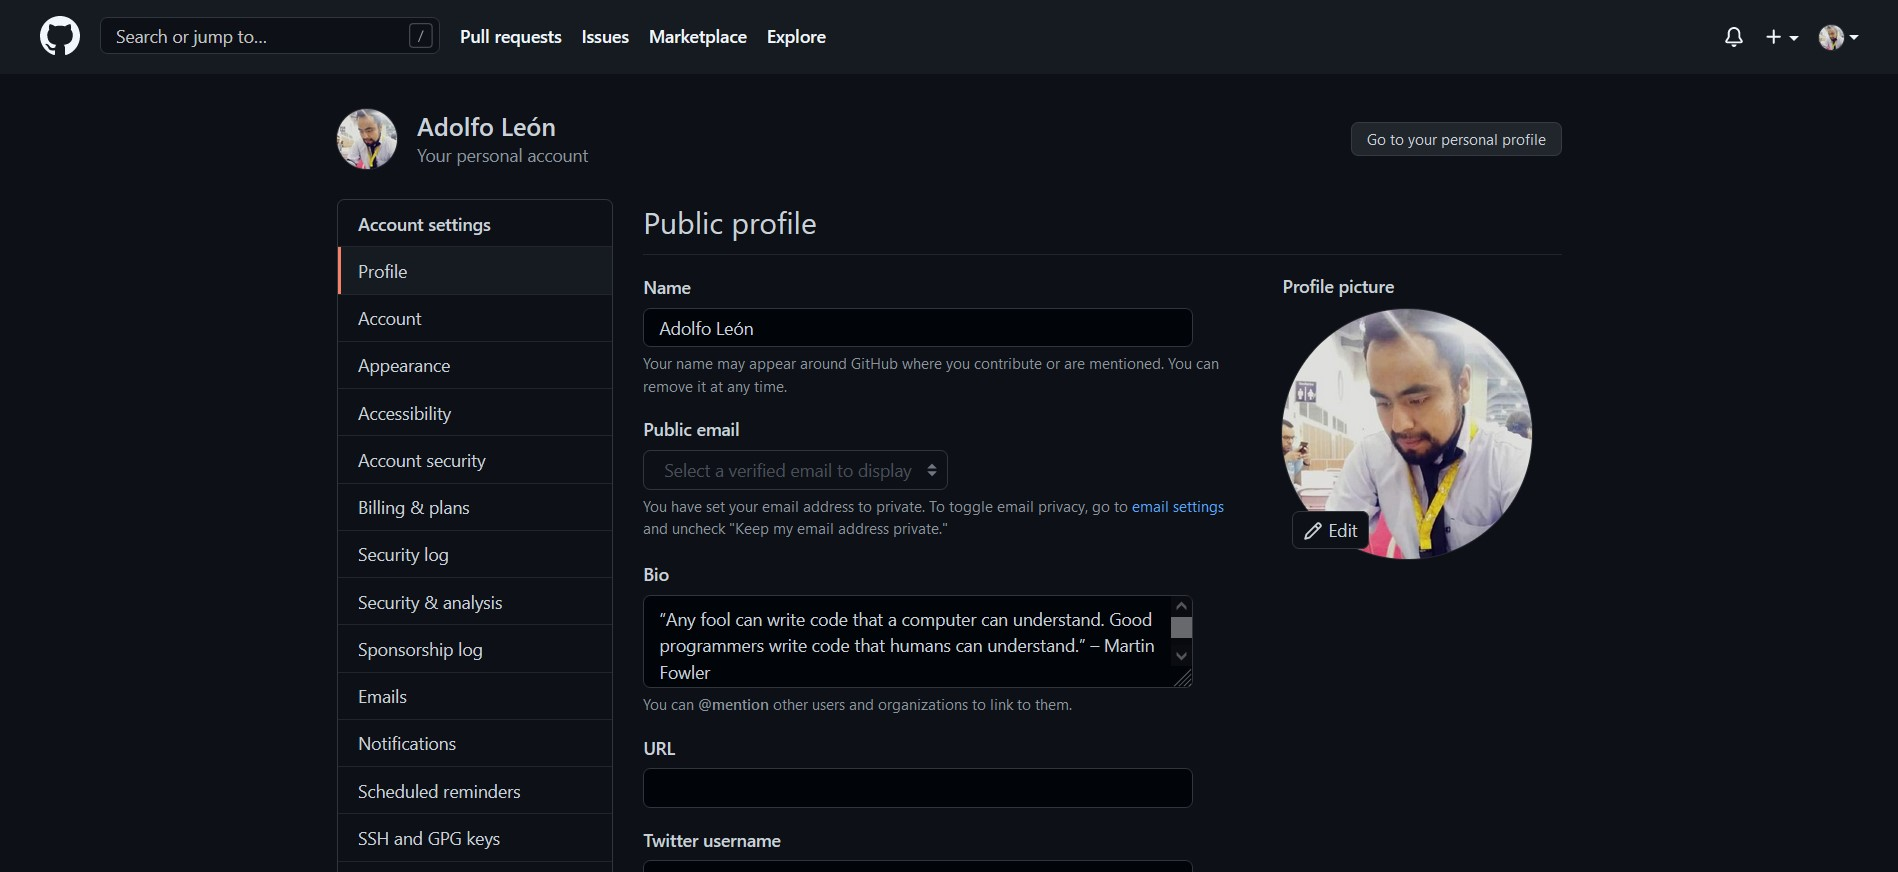 Search or jump to... /
Pull requests
Issues
Marketplace
Explore
Adolfo León
Your personal account
Go to your personal profile
Account settings
Profile
Account
Appearance
Accessibility
Account security
Billing & plans
Security log
Security & analysis
Sponsorship log
Emails
Notifications
Scheduled reminders
SSH and GPG keys
Public profile
Name
Adolfo León
Your name may appear around GitHub where you contribute or are mentioned. You can
remove it at any time.
Public email
Select a verified email to display
You have set your email address to private. To toggle email privacy, go to email settings
and uncheck "Keep my email address private."
Bio
“Any fool can write code that a computer can understand. Good
programmers write code that humans can understand.” – Martin
Fowler
You can @mention other users and organizations to link to them.
URL
Twitter username
Profile picture
Edit